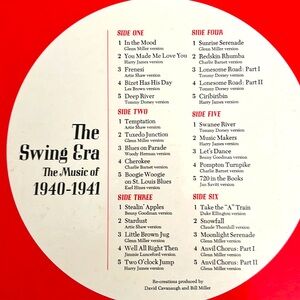 The
Swing Era
The Music of
1940-1941
SIDE ONE
1 In the Mood
Glenn Miller version
2 You Made Me Love You
Harry James version
3 Frenesi
Artie Shaw version
4 Bizet Has His Day
Les Brown version
5 Deep River
Tommy Dorsey version
SIDE TWO
1 Temptation
Artie Shaw version
2 Tuxedo Junction
Glenn Miller version
3 Blues on Parade
Woody Herman version
4 Cherokee
Charlie Barnet version
5 Boogie Woogie
on St. Louis Blues
Earl Hines version
SIDE THREE
1 Stealin' Apples
Benny Goodman version
2 Stardust
Artie Shaw version
3 Little Brown Jug
Glenn Miller version
4 Well All Right Then
Jimmie Lunceford version
5 Two O'clock Jump
Harry James version
SIDE FOUR
1 Sunrise Serenade
Glen Miller version
2 Redskin Rhumba
Charlie Barnet version
3 Lonesome Road: Part I
Tommy Dorsey version
4 Lonesome Road: Part II
Tommy Dorsey version
5 Ciribiribin
Harry James version
SIDE FIVE
1 Swanee River
Tommy Dorsey version
2 Music Makers
Harry James version
3 Let's Dance
Benny Goodman version
4 Pompton Turnpike
Charlie Barnet version
5 720 in the Books
Jan Savitt version
SIDE SIX
1 Take the "A" Train
Duke Ellington version
2 Snowfall
Claude Thornhill version
3 Moonlight Serenade
Glenn Miller version
4 Anvil Chorus: Part I
Glenn Miller version
5 Anvil Chorus: Part II
Glenn Miller version
Re-creations produced by
David Cavanaugh and Bill Miller